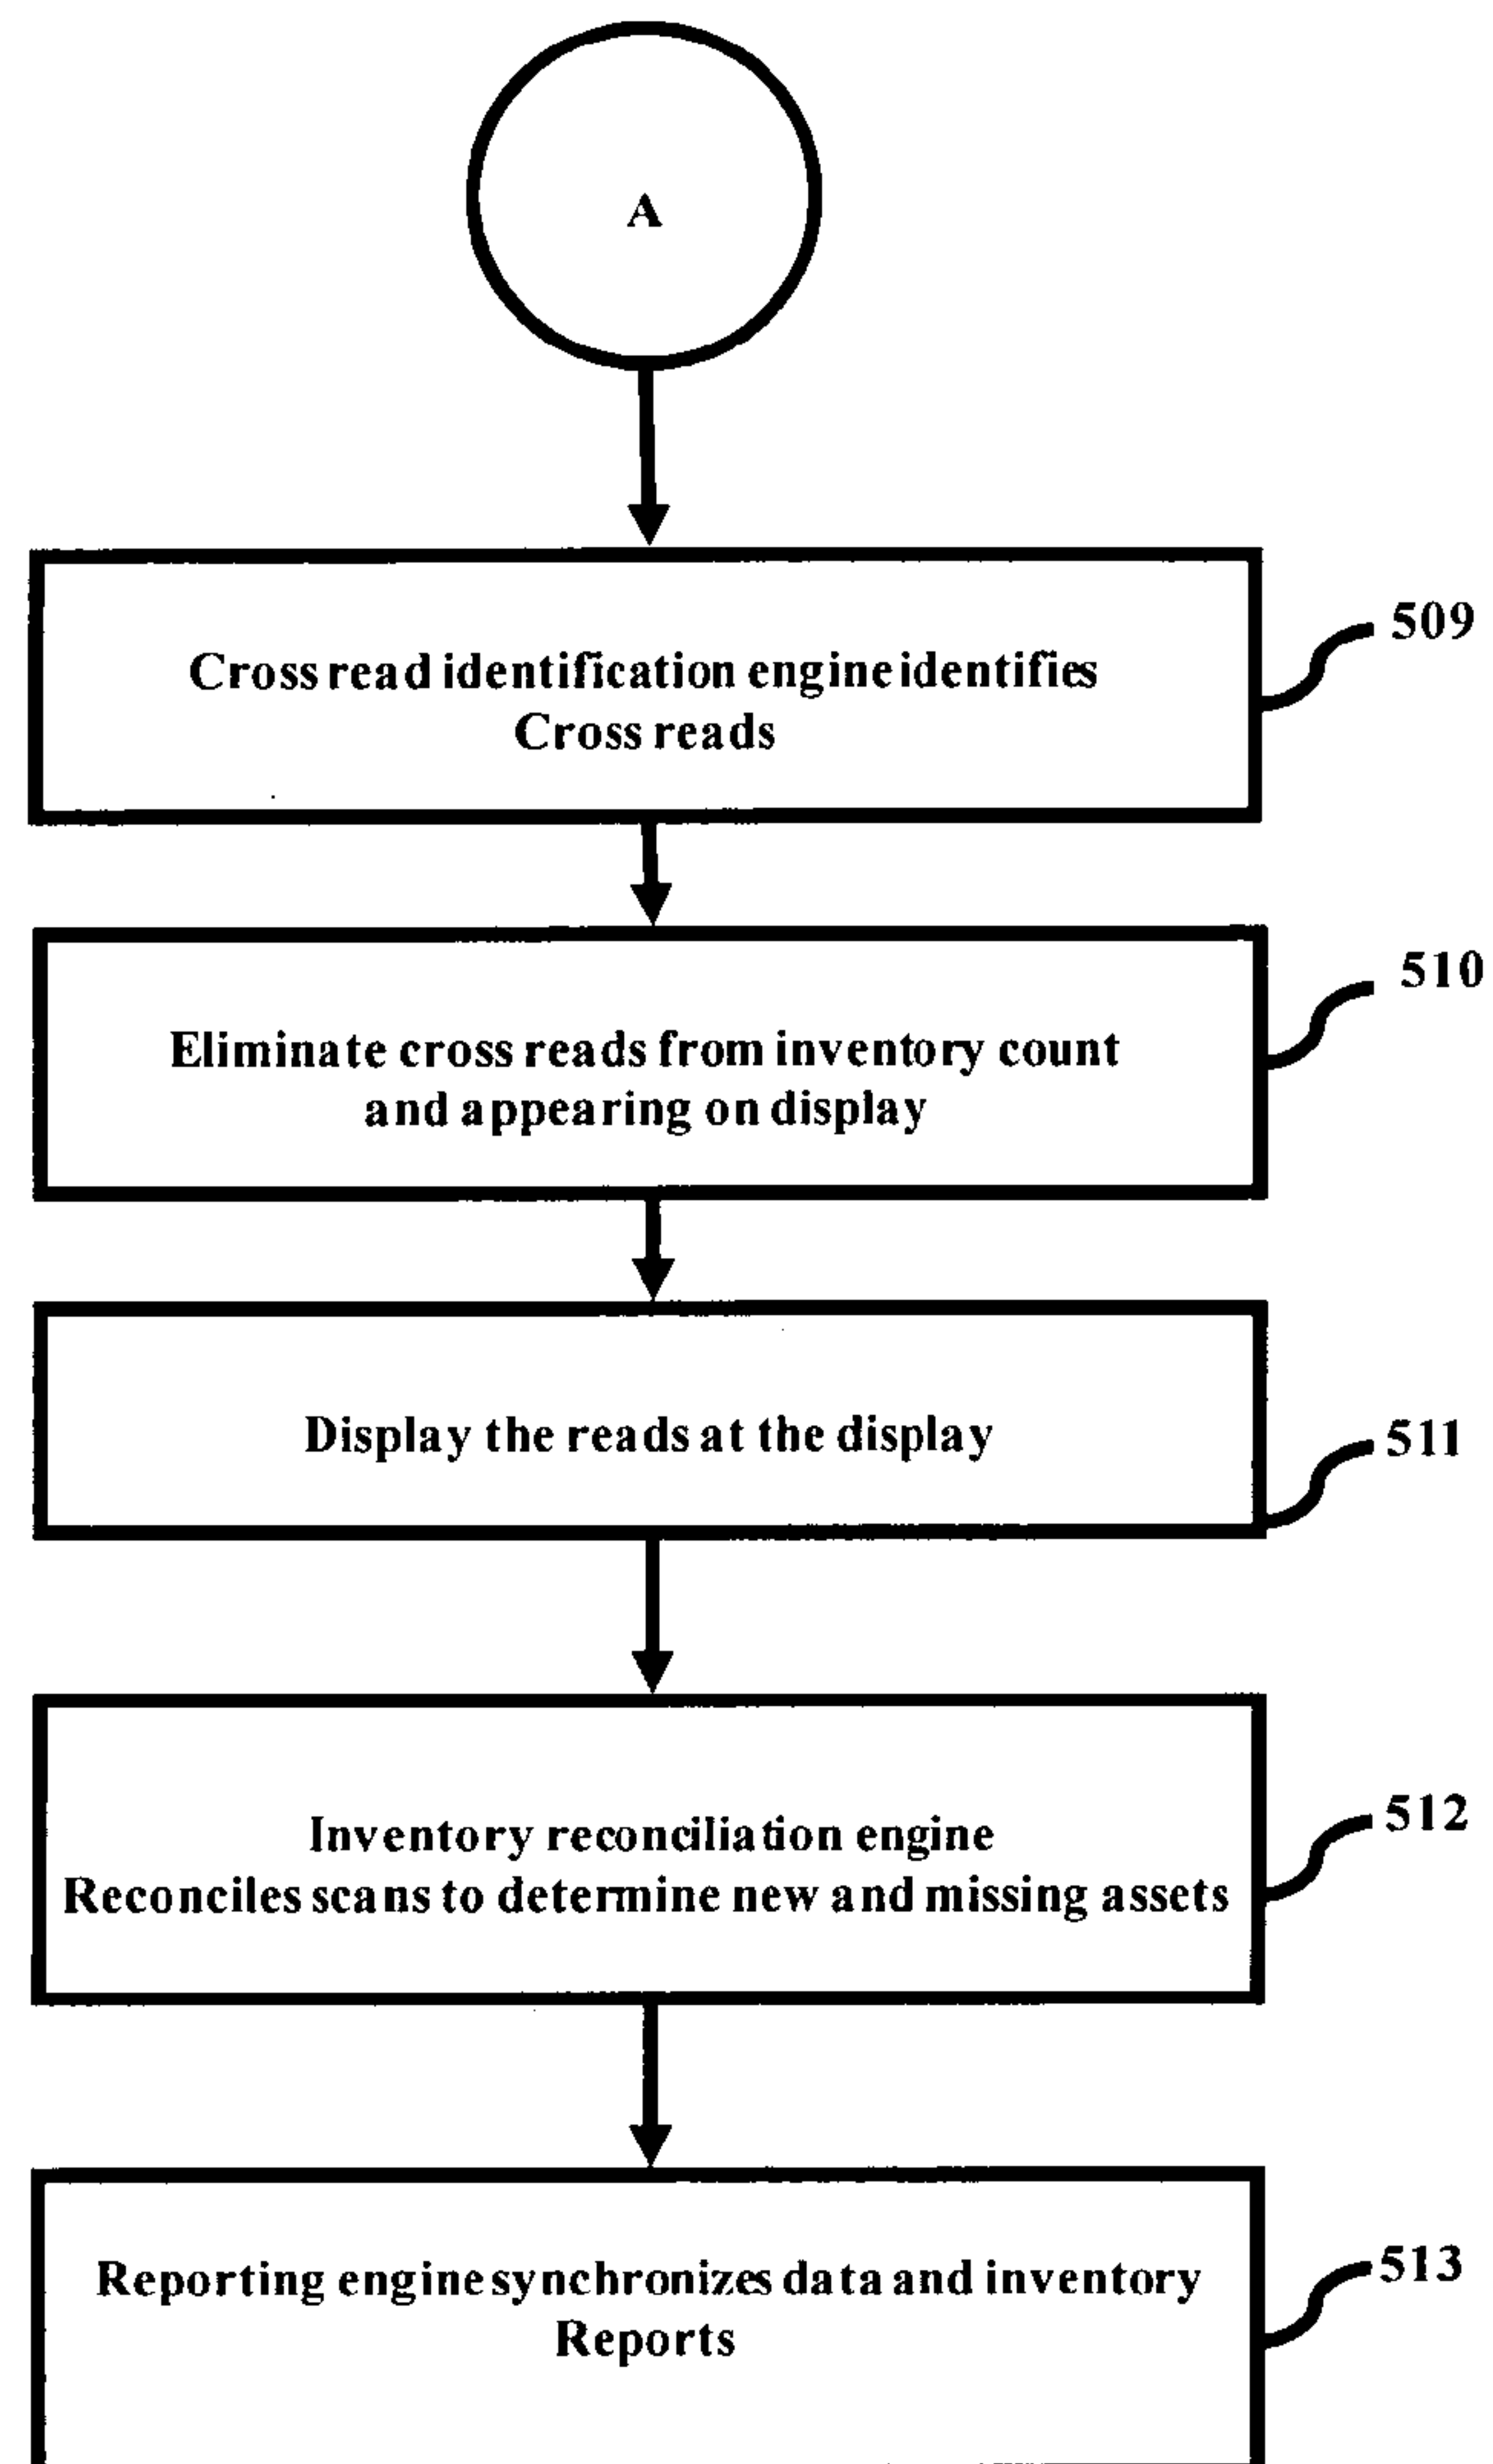 A
509
Cross read identification engine identifies
Cross reads
510
Eliminate cross reads from inventory count
and appearing on display
Display the reads at the display
511
512
Inventory reconciliation engine
Reconciles scans to determine new and missing assets
513
Reporting engine synchronizes data and inventory
Reports